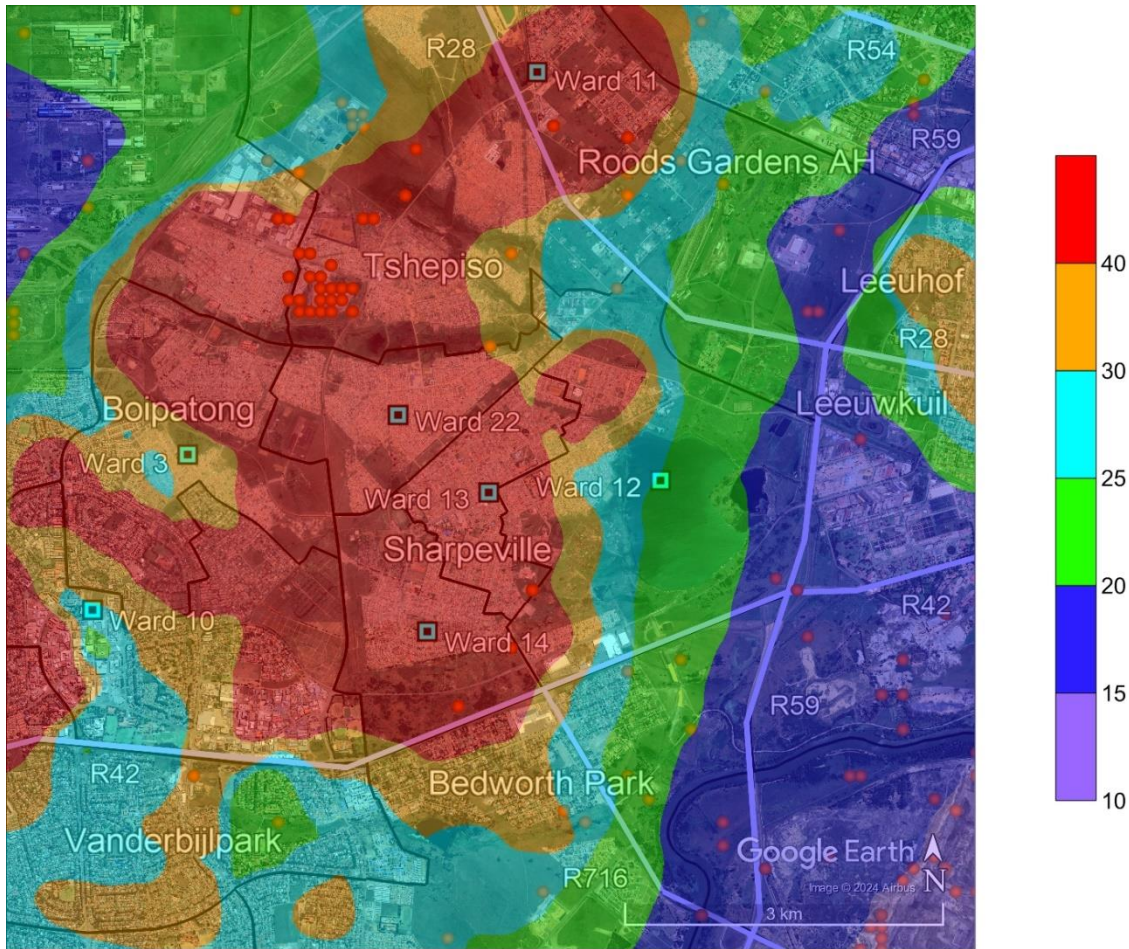 R28
R54
Ward 11
R59
Roods Gardens AH
40
Tshepiso
Leeuhof
R28
30
Boipatong
Leeuwkuil
Ward 22
Ward 3
25
Ward 13
Ward 12
Sharpeville
20
R42
Ward 10
Ward 14
15
R59
R42
Bedworth Park
10
Vanderbijlpark
Google Earth
R716
Image © 2024 Airbus
N
3 km